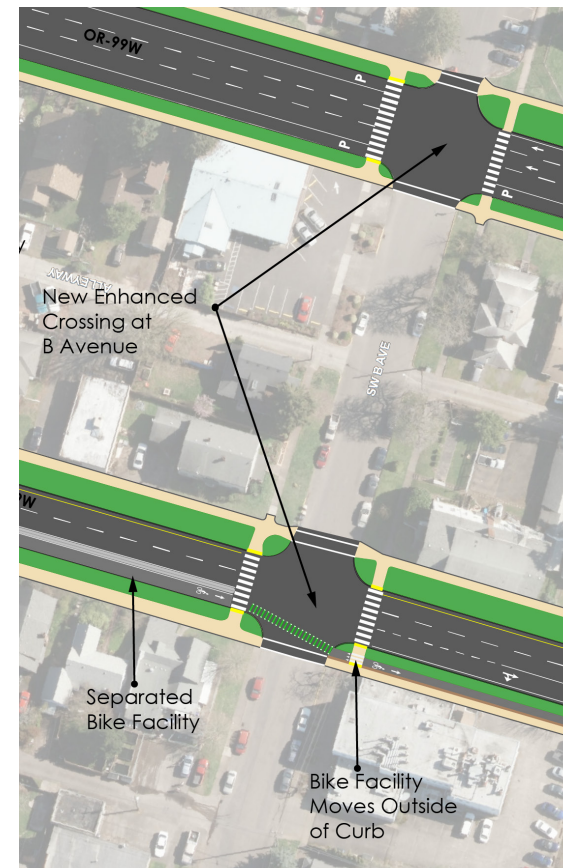 OR-99W
P
P
P
ALLEYWAY
New Enhanced
Crossing at
B Avenue
SW B AVE
Separated
Bike Facility
Bike Facility
Moves Outside
of Curb